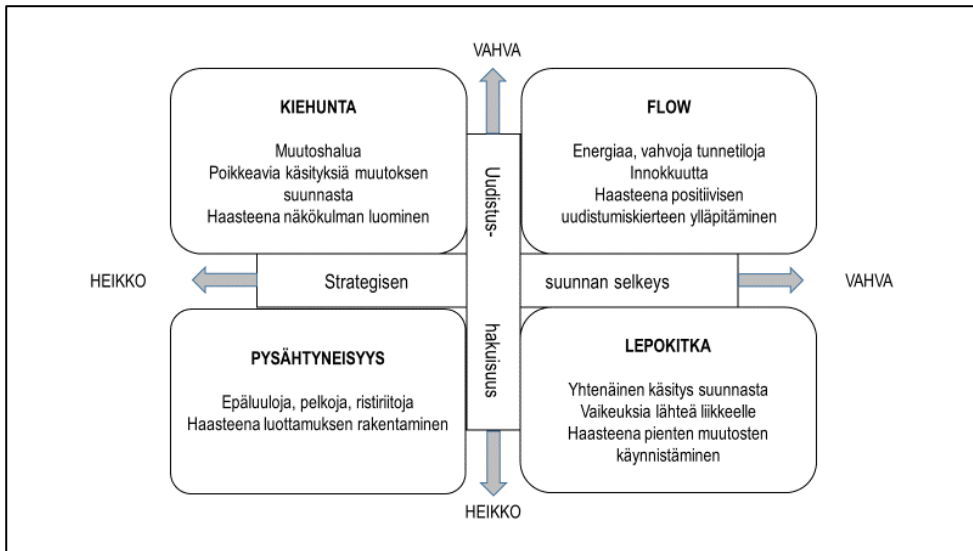 VAHVA
KIEHUNTA
Muutoshalua
Poikkeavia käsityksiä muutoksen
suunnasta
Haasteena näkökulman luominen
FLOW
Energiaa, vahvoja tunnetiloja
Innokkuutta
Haasteena positiivisen
uudistumiskierteen ylläpitäminen
Uudistus-
HEIKKO
Strategisen
suunnan selkeys
VAHVA
hakuisuus
PYSÄHTYNEISYYS
Epäluuloja, pelkoja, ristiriitoja
Haasteena luottamuksen rakentaminen
LEPOKITKA
Yhtenäinen käsitys suunnasta
Vaikeuksia lähteä liikkeelle
Haasteena pienten muutosten
käynnistäminen
HEIKKO